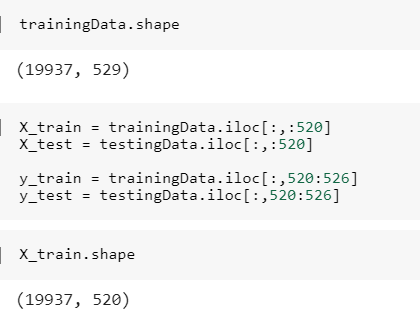 trainingData.shape
(19937, 529)
X_train = trainingData.iloc[:,:520]
X_test = testingData.iloc[:,:520]
y_train = trainingData.iloc[:,520:526]
y_test = testingData.iloc[:,520:526]
X_train.shape
(19937, 520)